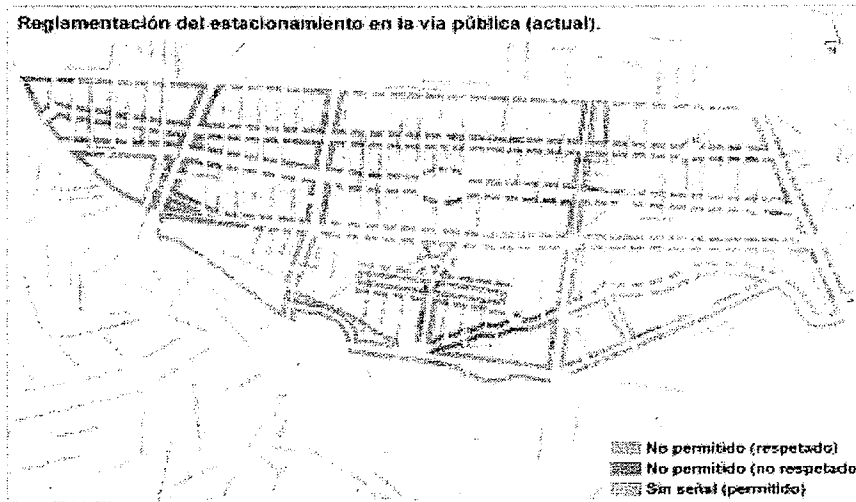 Reglamentación del estacionamiento en la vía pública (actual).
No permitido (respetado)
No permitido (no respetado
Sin señal (permitido)